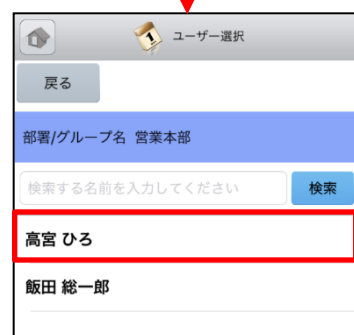 ユーザー選択
戻る
部署/グループ名 営業本部
検索する名前を入力してください 検索
高宮 ひろ
飯田 総一郎